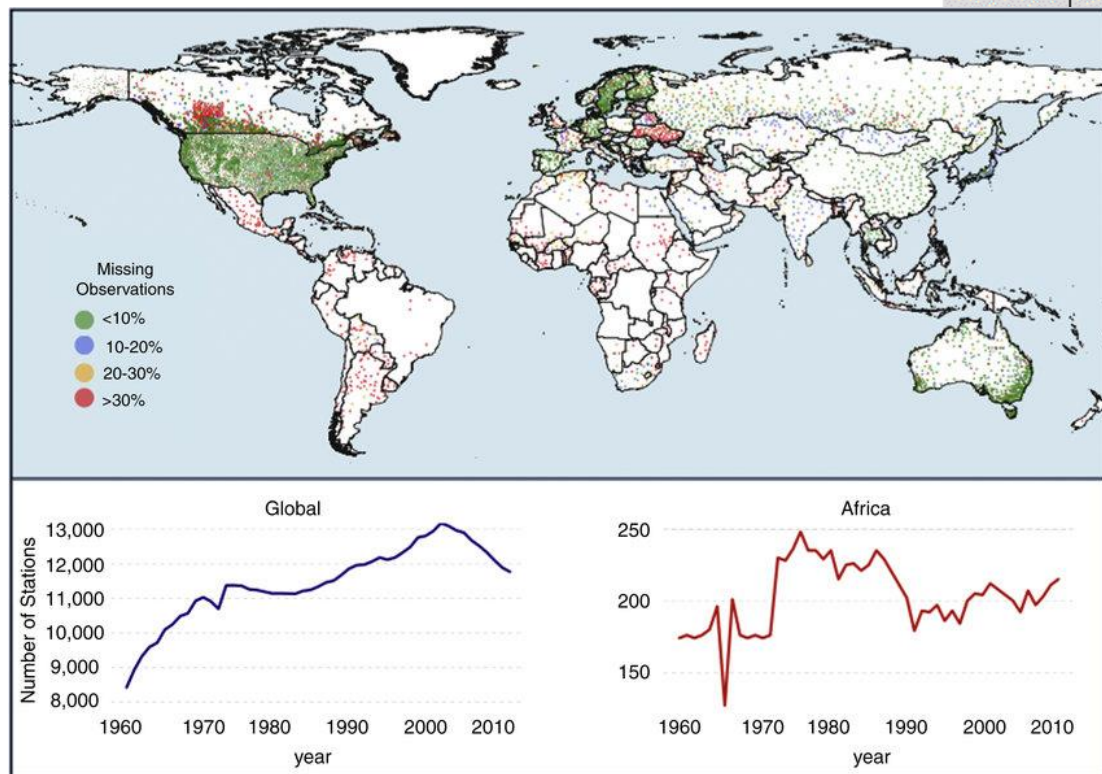 Missing
Observations
<10%
10-20%
20-30%
>30%
Global
13,000
12,000
11,000
10,000
9,000
8,000
Number of Stations
1960 1970 1980 1990 2000 2010
year
Africa
250
200
150
1960 1970 1980 1990 2000 2010
year